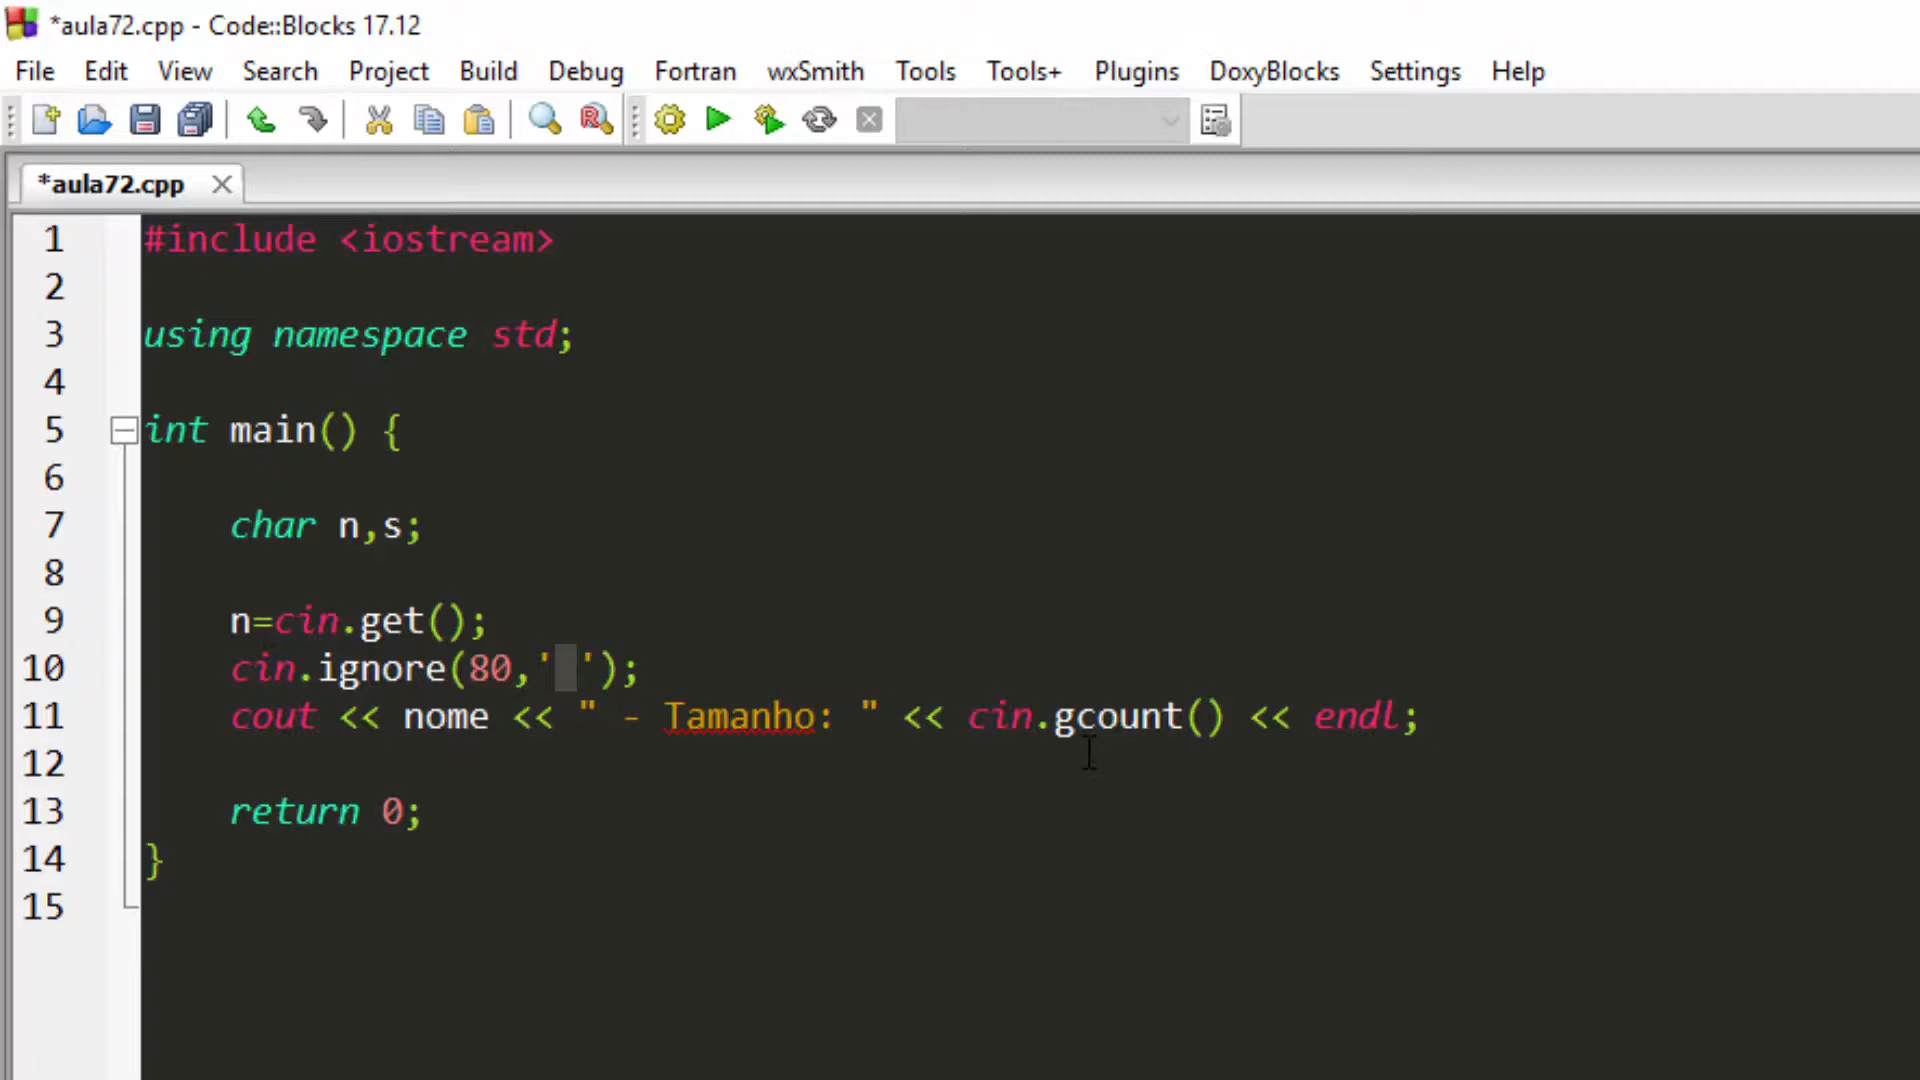 *aula72.cpp - Code::Blocks 17.12
File Edit View Search Project Build Debug Fortran wxSmith Tools Tools+ Plugins DoxyBlocks Settings Help
*aula72.cpp
1 #include <iostream>
2
3 using namespace std;
4
5 int main() {
6
7 char n,s;
8
9 n=cin.get();
10 cin.ignore(80,' ');
11 cout << nome << " - Tamanho: " << cin.gcount() << endl;
12
13 return 0;
14 }
15